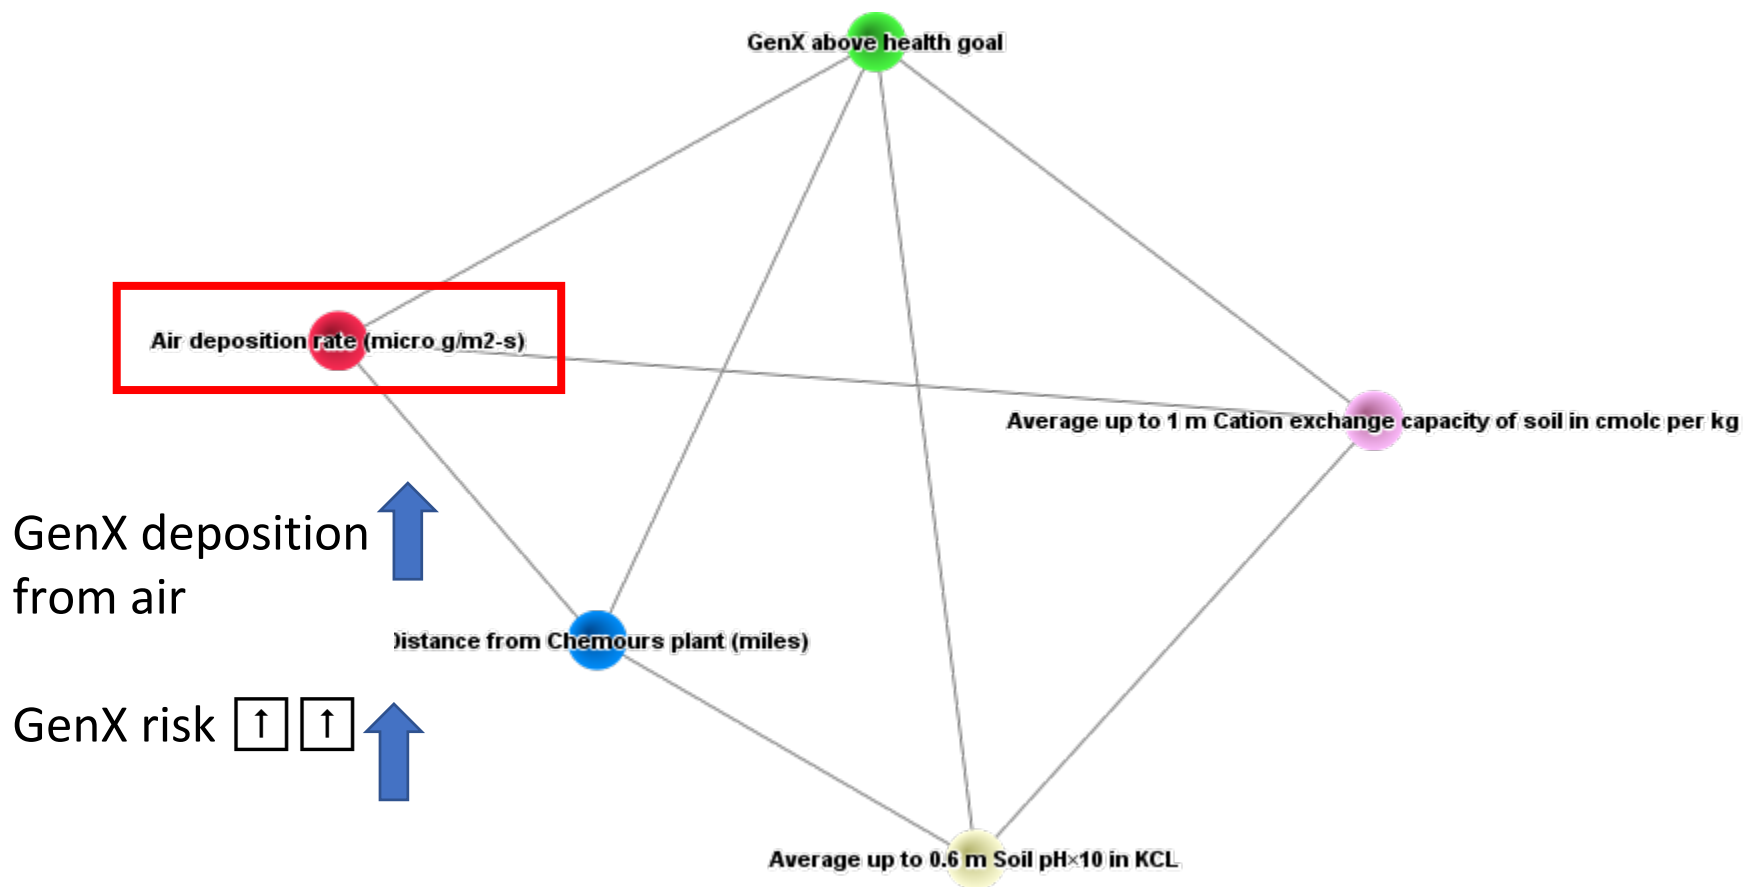 GenX above health goal
Air deposition rate (micro g/m2-s)
Average up to 1 m Cation exchange capacity of soil in cmolc per kg
GenX deposition
from air
Distance from Chemours plant (miles)
GenX risk ↑ ↑
Average up to 0.6 m Soil pH×10 in KCL